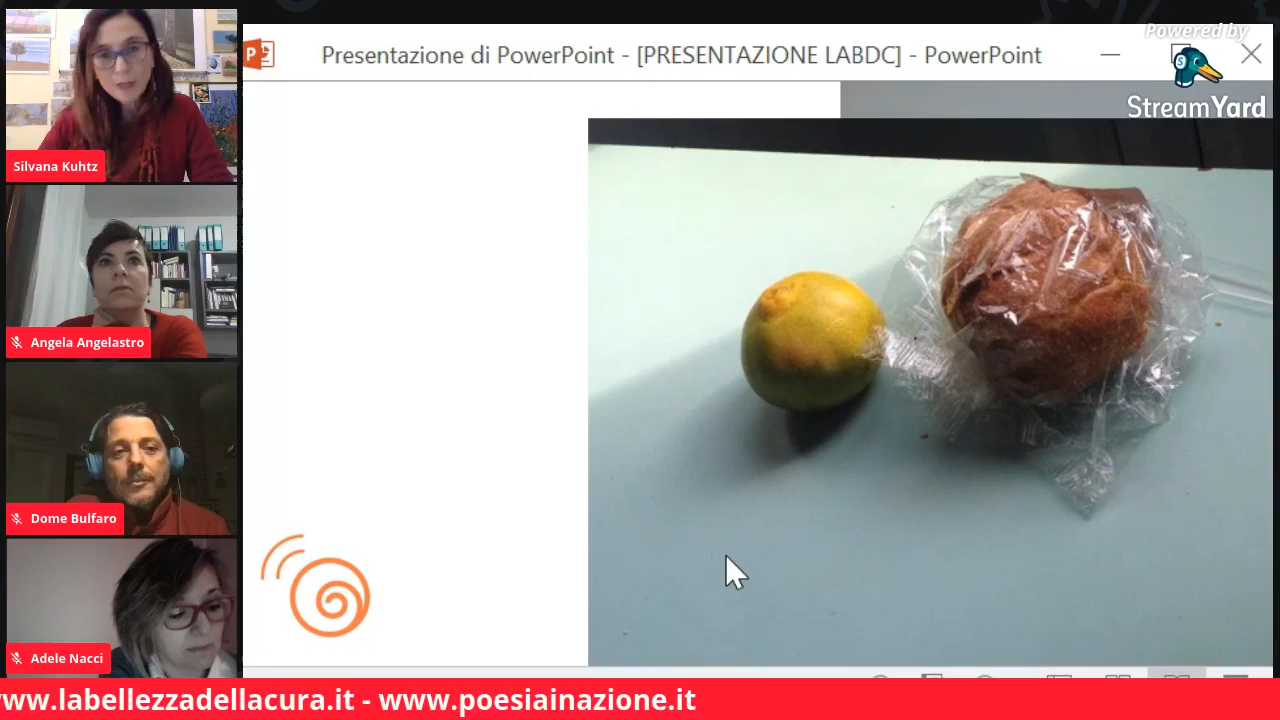 Presentazione di PowerPoint - [PRESENTAZIONE LABDC] - PowerPoint
Powered by
StreamYard
Silvana Kuhtz
Angela Angelastro
Dome Bulfaro
Adele Nacci
www.labellezzadellacura.it - www.poesiainazione.it